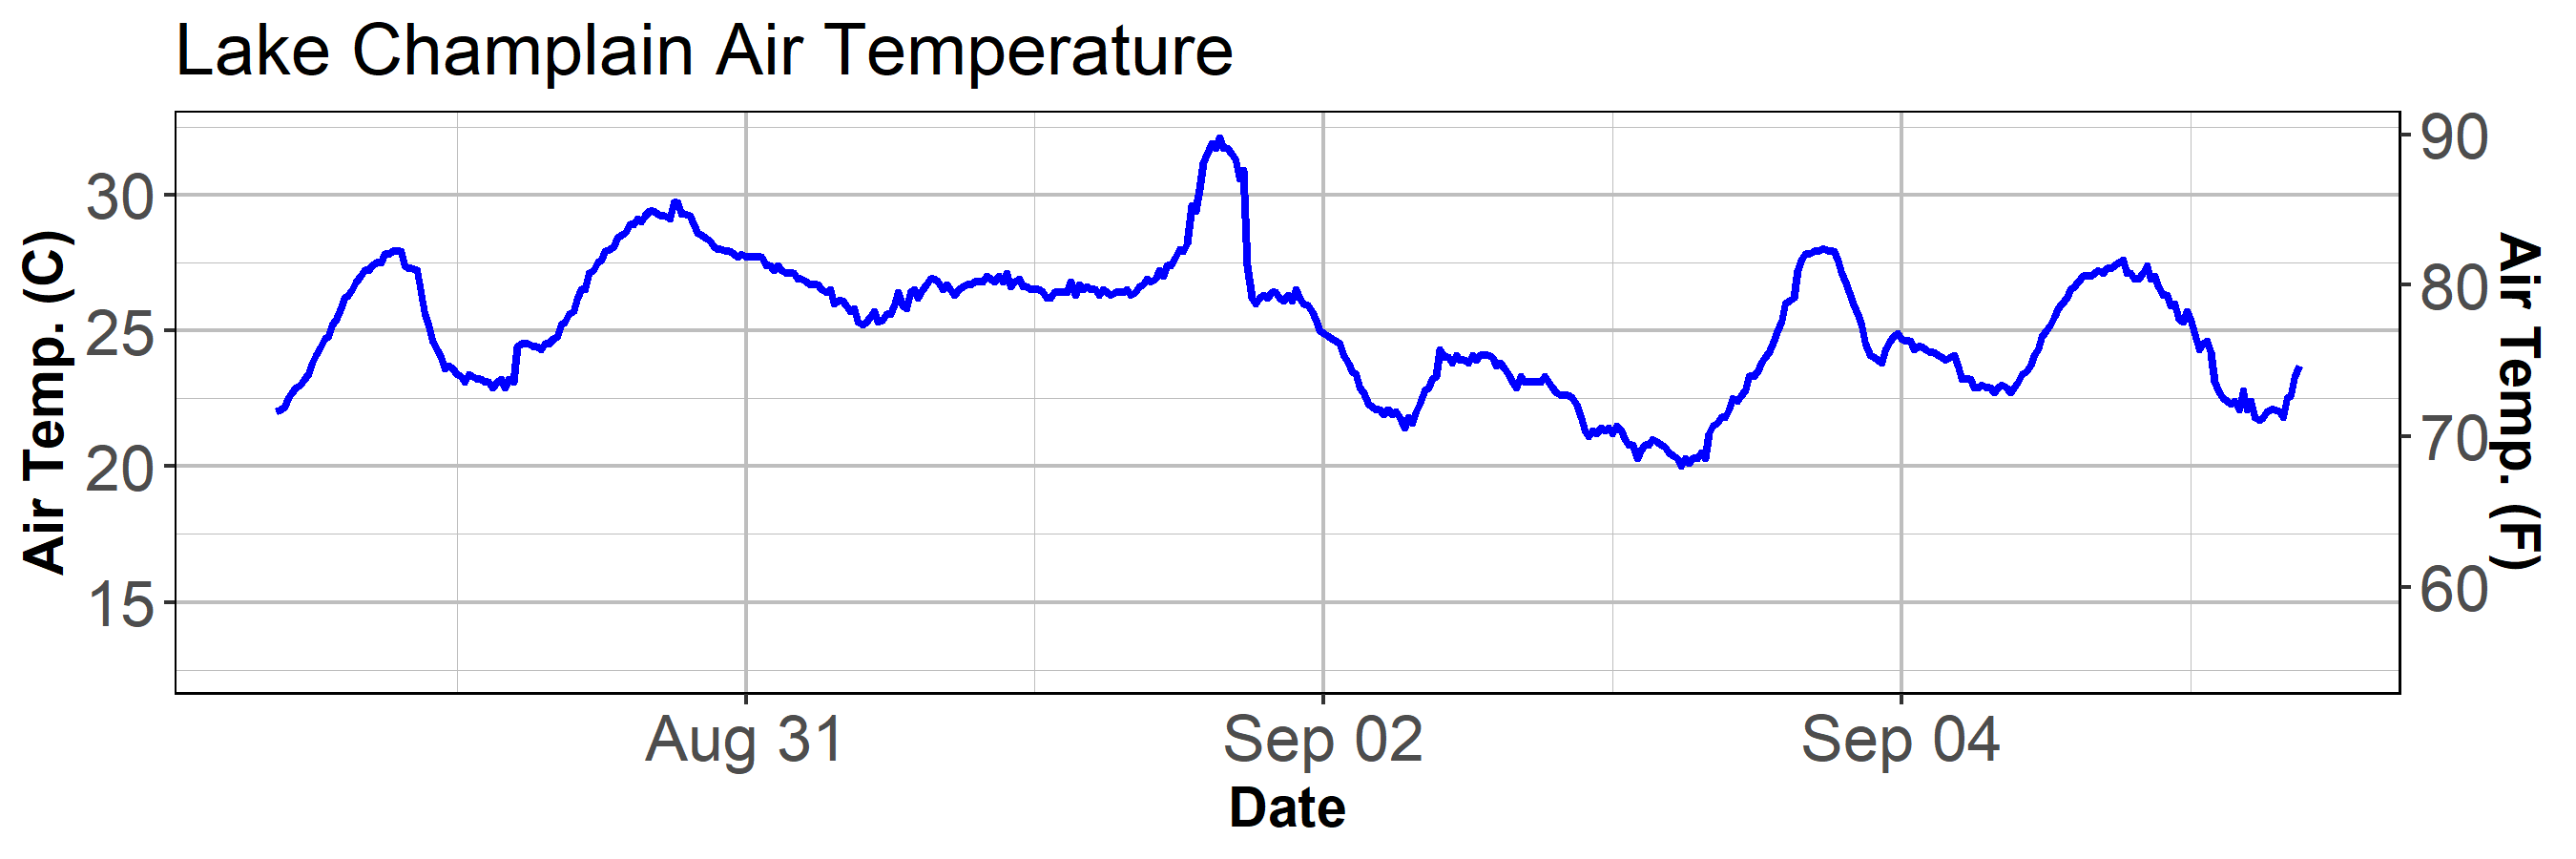 Lake Champlain Air Temperature
Air Temp. (C)
30
25
20
15
90
80
70
60
Air Temp. (F)
Aug 31
Sep 02
Sep 04
Date